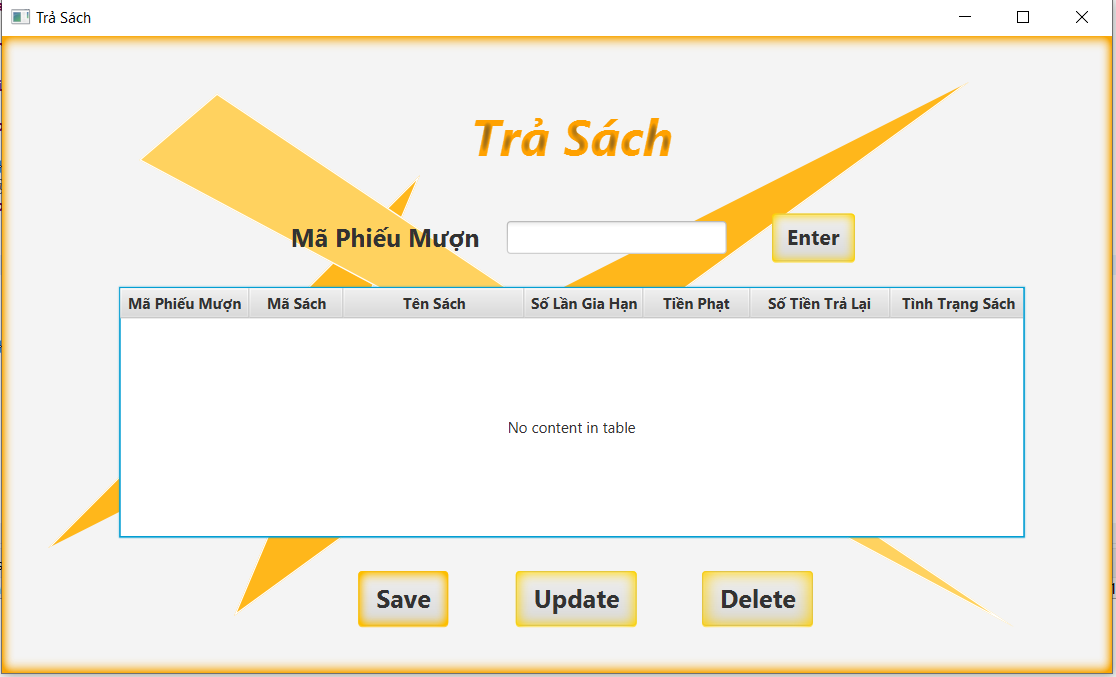 Trả Sách
Trả Sách
Mã Phiếu Mượn Enter
Mã Phiếu Mượn Mã Sách Tên Sách Số Lần Gia Hạn Tiền Phạt Số Tiền Trả Lại Tình Trạng Sách
No content in table
Save Update Delete